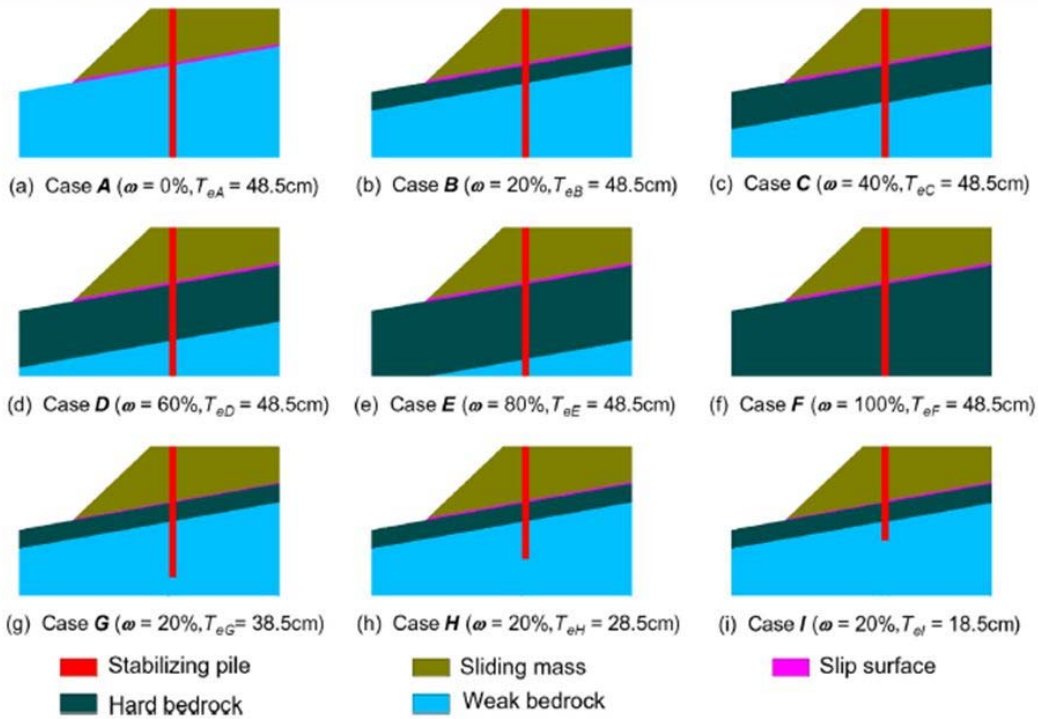 (a) Case A (ω = 0%, TeA = 48.5cm)
(b) Case B (ω = 20%, TeB = 48.5cm)
(c) Case C (ω = 40%, TeC = 48.5cm)
(d) Case D (ω = 60%, TeD = 48.5cm)
(e) Case E (ω = 80%, TeE = 48.5cm)
(f) Case F (ω = 100%, TeF = 48.5cm)
(g) Case G (ω = 20%, TeG = 38.5cm)
(h) Case H (ω = 20%, TeH = 28.5cm)
(i) Case I (ω = 20%, TeI = 18.5cm)
Stabilizing pile
Sliding mass
Slip surface
Hard bedrock
Weak bedrock